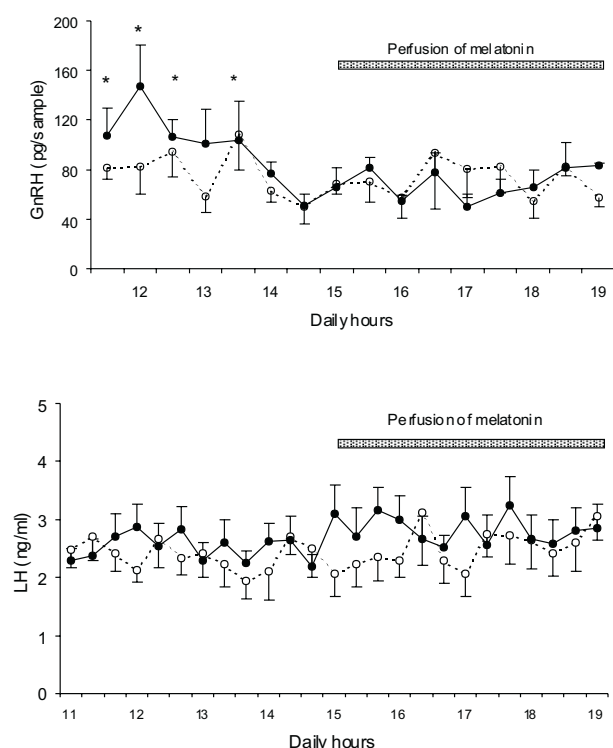 200
160
120
80
40
0
GnRH (pg/sample)
* * * *
Perfusion of melatonin
12 13 14 15 16 17 18 19
Daily hours
5
4
3
2
1
0
LH (ng/ml)
Perfusion of melatonin
11 12 13 14 15 16 17 18 19
Daily hours